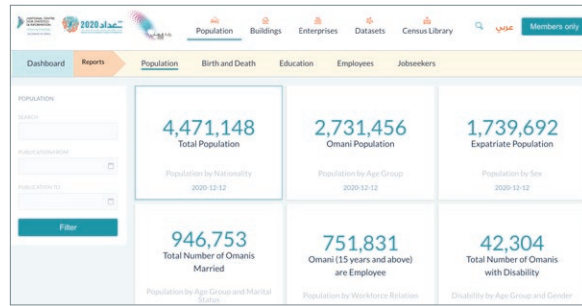 NATIONAL CENTRE
FOR STATISTICS
& INFORMATION
تعداد 2020
Population
Buildings
Enterprises
Datasets
Census Library
عربي
Members only
Dashboard
Reports
Population
Birth and Death
Education
Employees
Jobseekers
POPULATION
SEARCH
PUBLICATION FROM
PUBLICATION TO
Filter
4,471,148
Total Population
Population by Nationality
2020-12-12
2,731,456
Omani Population
Population by Age Group
2020-12-12
1,739,692
Expatriate Population
Population by Sex
2020-12-12
946,753
Total Number of Omanis
Married
Population by Age Group and Marital
Status
751,831
Omani (15 years and above)
are Employee
Population by Workforce Relation
42,304
Total Number of Omanis
with Disability
Disability by Age Group and Gender